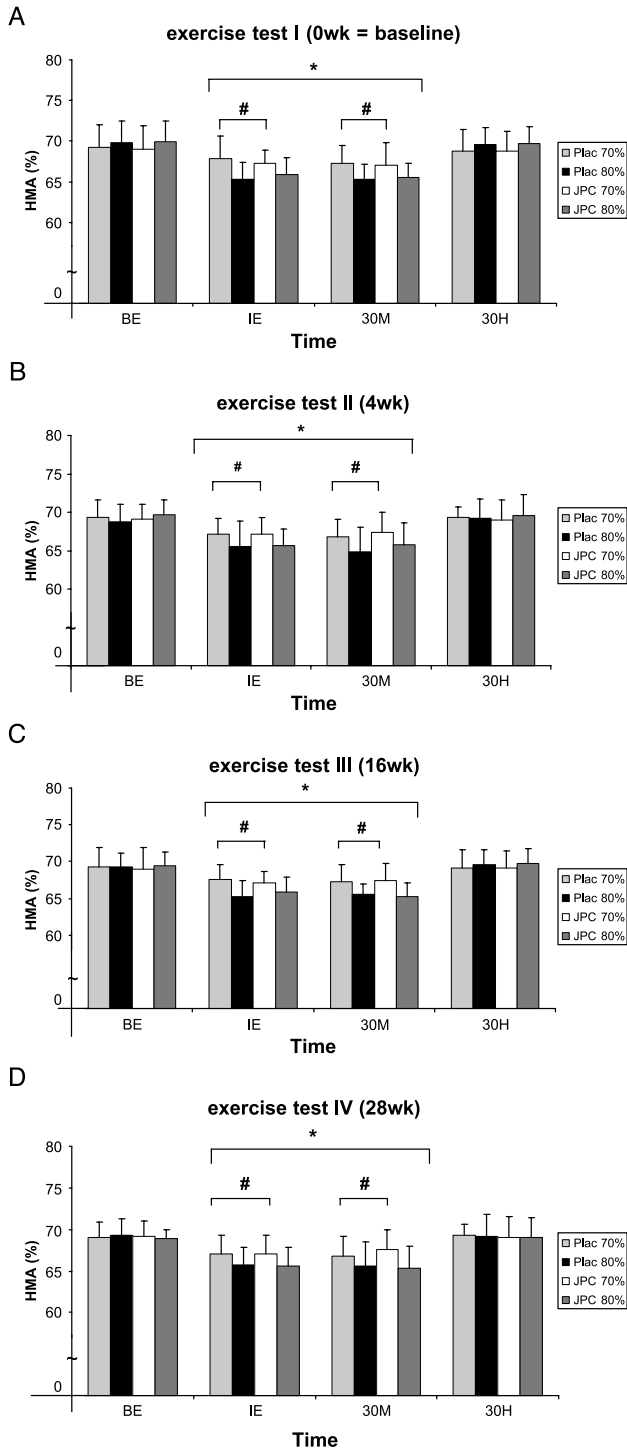 A
exercise test I (0wk = baseline)
80
*
75
#
#
70
65
60
0
~
HMA (%)
Plac 70%
Plac 80%
JPC 70%
JPC 80%
BE
IE
30M
30H
Time
B
exercise test II (4wk)
80
*
75
#
#
70
65
60
0
~
HMA (%)
Plac 70%
Plac 80%
JPC 70%
JPC 80%
BE
IE
30M
30H
Time
C
exercise test III (16wk)
80
*
75
#
#
70
65
60
0
~
HMA (%)
Plac 70%
Plac 80%
JPC 70%
JPC 80%
BE
IE
30M
30H
Time
D
exercise test IV (28wk)
80
*
75
#
#
70
65
60
0
~
HMA (%)
Plac 70%
Plac 80%
JPC 70%
JPC 80%
BE
IE
30M
30H
Time